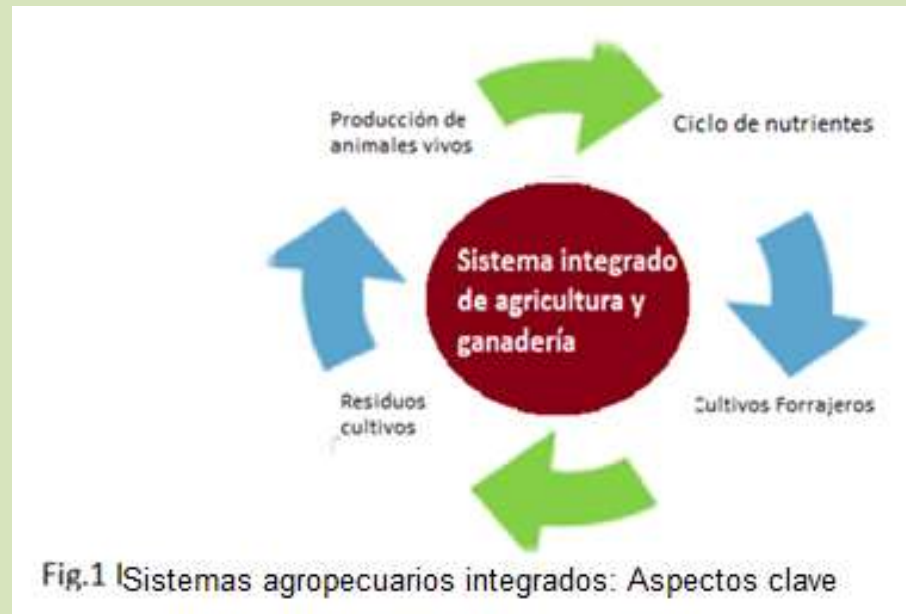 Producción de
animales vivos
Ciclo de nutrientes
Sistema integrado
de agricultura y
ganadería
Residuos
cultivos
Cultivos Forrajeros
Fig.1 Sistemas agropecuarios integrados: Aspectos clave